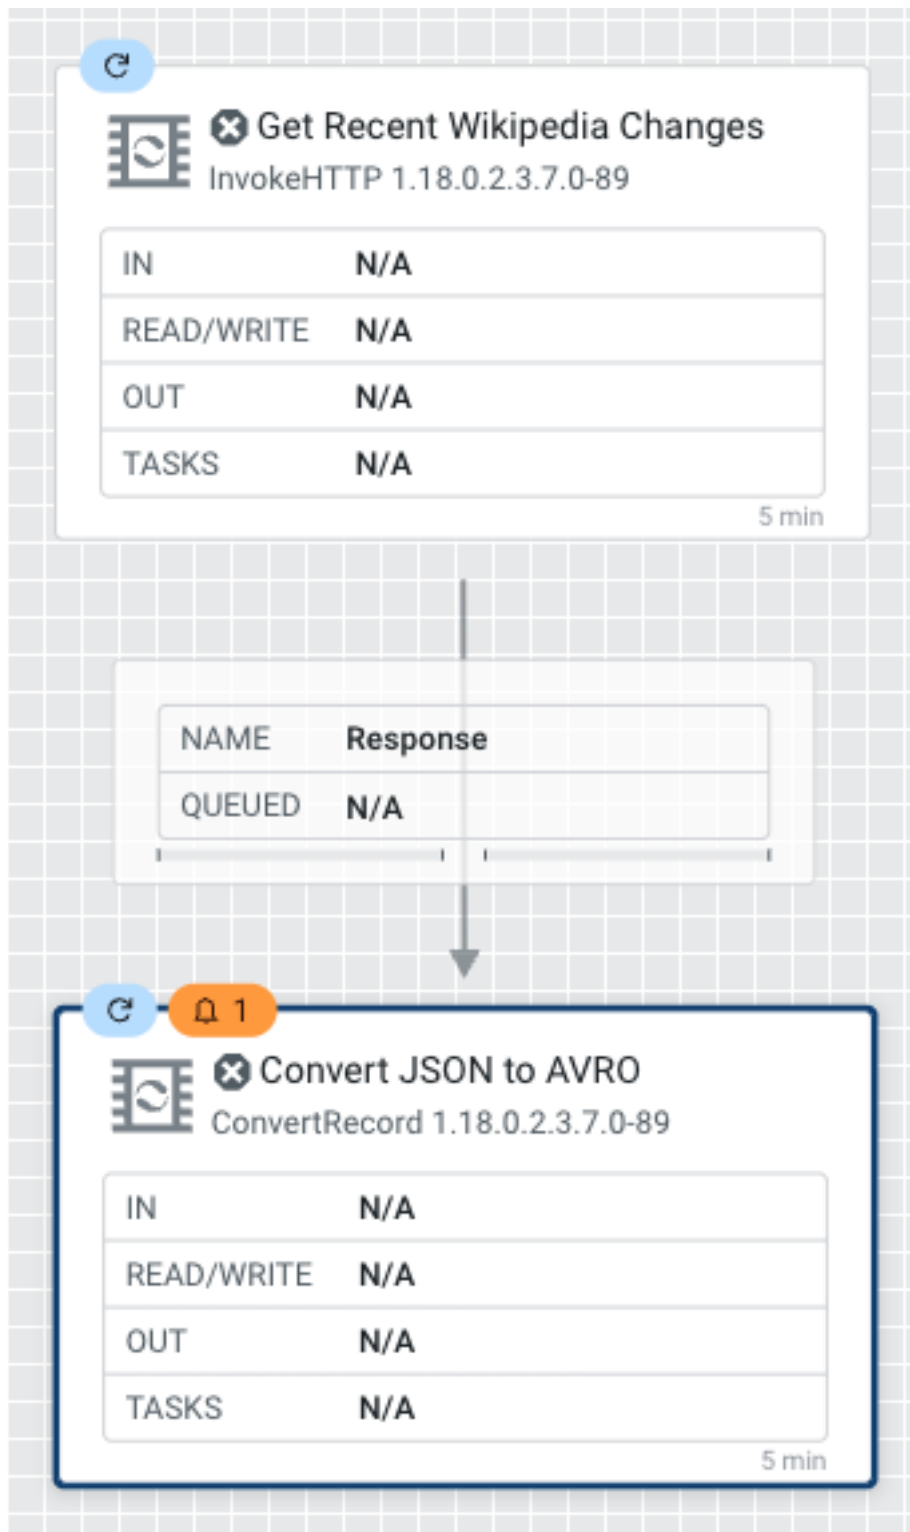 Get Recent Wikipedia Changes
InvokeHTTP 1.18.0.2.3.7.0-89
IN N/A
READ/WRITE N/A
OUT N/A
TASKS N/A
5 min
NAME Response
QUEUED N/A
1
Convert JSON to AVRO
ConvertRecord 1.18.0.2.3.7.0-89
IN N/A
READ/WRITE N/A
OUT N/A
TASKS N/A
5 min